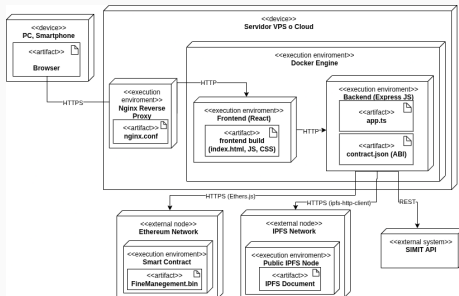 <<device>>
PC, Smartphone
<<artifact>>
Browser
<<device>>
Servidor VPS o Cloud
<<execution enviroment>>
Docker Engine
<<execution
enviroment>>
Nginx Reverse
Proxy
<<artifact>>
nginx.conf
<<execution enviroment>>
Frontend (React)
<<artifact>>
frontend build
(index.html, JS, CSS)
<<execution enviroment>>
Backend (Express JS)
<<artifact>>
app.ts
<<artifact>>
contract.json (ABI)
HTTPS
HTTP
HTTP
HTTPS (Ethers.js)
HTTPS (ipfs-http-client)
REST
<<external node>>
Ethereum Network
<<execution enviroment>>
Smart Contract
<<artifact>>
FineManegement.bin
<<external node>>
IPFS Network
<<execution enviroment>>
Public IPFS Node
<<artifact>>
IPFS Document
<<external system>>
SIMIT API